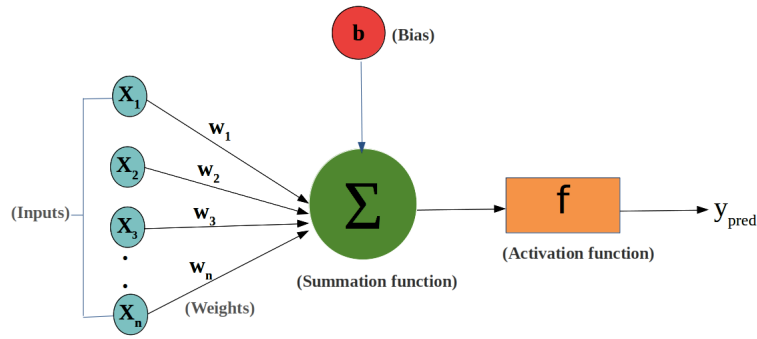 b (Bias)
X1
w1
X2
w2
(Inputs)
X3
w3
Σ
f
ypred
wn
Xn
(Weights)
(Summation function)
(Activation function)